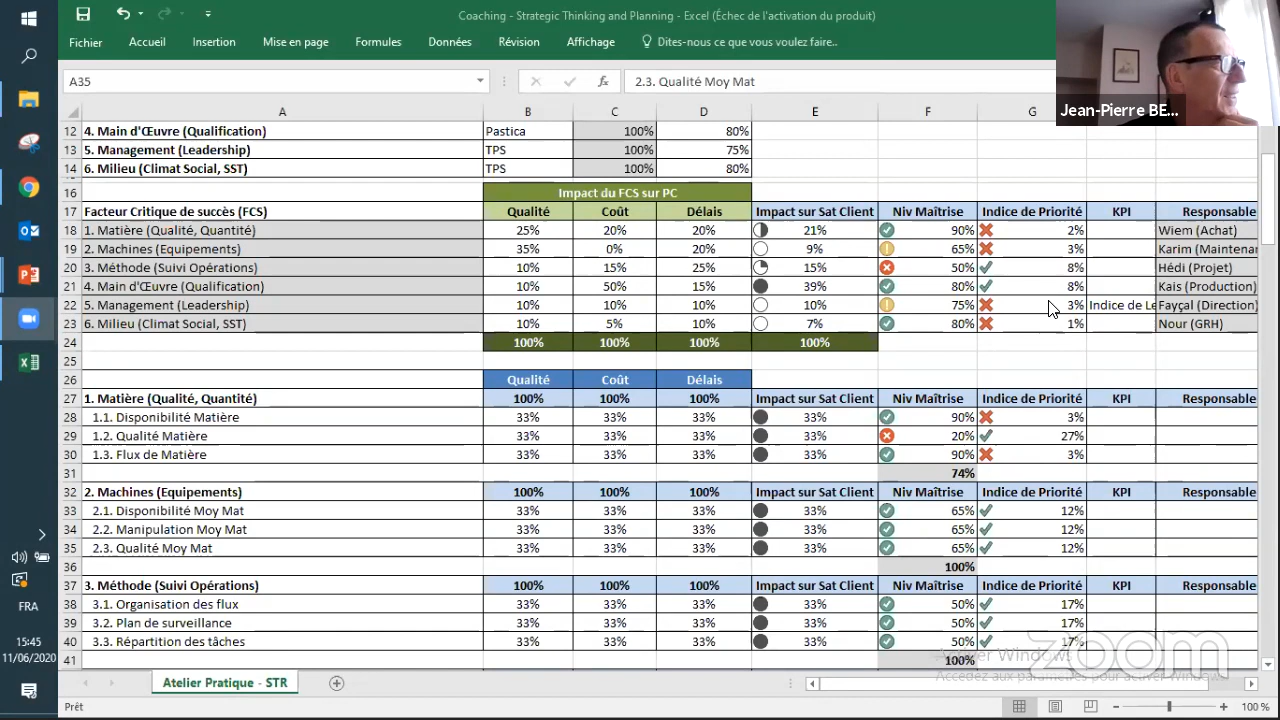 Coaching - Strategic Thinking and Planning - Excel (Échec de l'activation du produit)
Fichier Accueil Insertion Mise en page Formules Données Révision Affichage Dites-nous ce que vous voulez faire..
Jean-Pierre BE...
A35 fx 2.3. Qualité Moy Mat
A B C D E F G
12 4. Main d'Œuvre (Qualification) Pastica 100% 80%
13 5. Management (Leadership) TPS 100% 75%
14 6. Milieu (Climat Social, SST) TPS 100% 80%
16 Impact du FCS sur PC
17 Facteur Critique de succès (FCS) Qualité Coût Délais Impact sur Sat Client Niv Maîtrise Indice de Priorité KPI Responsable
18 1. Matière (Qualité, Quantité) 25% 20% 20% 21% 90% 2% Wiem (Achat)
19 2. Machines (Equipements) 35% 0% 20% 9% 65% 3% Karim (Maintenan
20 3. Méthode (Suivi Opérations) 10% 15% 25% 15% 50% 8% Hédi (Projet)
21 4. Main d'Œuvre (Qualification) 10% 50% 15% 39% 80% 8% Kais (Production)
22 5. Management (Leadership) 10% 10% 10% 10% 75% 3% Indice de Le Fayçal (Direction)
23 6. Milieu (Climat Social, SST) 10% 5% 10% 7% 80% 1% Nour (GRH)
24 100% 100% 100% 100%
25
26 Qualité Coût Délais
27 1. Matière (Qualité, Quantité) 100% 100% 100% Impact sur Sat Client Niv Maîtrise Indice de Priorité KPI Responsable
28 1.1. Disponibilité Matière 33% 33% 33% 33% 90% 3%
29 1.2. Qualité Matière 33% 33% 33% 33% 20% 27%
30 1.3. Flux de Matière 33% 33% 33% 33% 90% 3%
31 74%
32 2. Machines (Equipements) 100% 100% 100% Impact sur Sat Client Niv Maîtrise Indice de Priorité KPI Responsable
33 2.1. Disponibilité Moy Mat 33% 33% 33% 33% 65% 12%
34 2.2. Manipulation Moy Mat 33% 33% 33% 33% 65% 12%
35 2.3. Qualité Moy Mat 33% 33% 33% 33% 65% 12%
36 100%
37 3. Méthode (Suivi Opérations) 100% 100% 100% Impact sur Sat Client Niv Maîtrise Indice de Priorité KPI Responsable
38 3.1. Organisation des flux 33% 33% 33% 33% 50% 17%
39 3.2. Plan de surveillance 33% 33% 33% 33% 50% 17%
40 3.3. Répartition des tâches 33% 33% 33% 33% 50% 17%
41 100%
zoom
Activer Windows
Accédez aux paramètres pour activer Windows
FRA
15:45
11/06/2020
Atelier Pratique - STR
Prêt 100 %